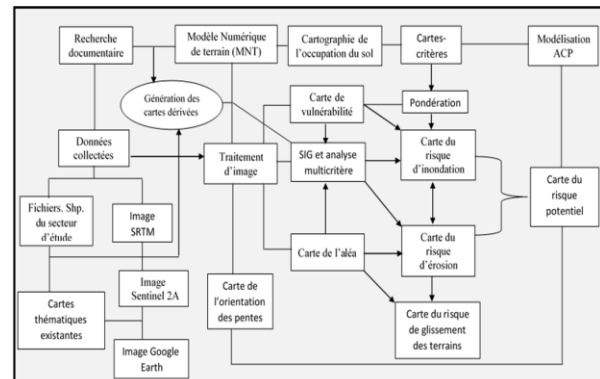 Recherche
documentaire
Modèle Numérique
de terrain (MNT)
Cartographie de
l'occupation du sol
Cartes-
critères
Modélisation
ACP
Génération des
cartes dérivées
Carte de
vulnérabilité
Pondération
Données
collectées
Traitement
d'image
SIG et analyse
multicritère
Carte du
risque
d'inondation
Carte du
risque
potentiel
Fichiers. Shp.
du secteur
d'étude
Image
SRTM
Carte de l'aléa
Carte du
risque
d'érosion
Image
Sentinel 2A
Carte de
l'orientation
des pentes
Cartes
thématiques
existantes
Carte du risque
de glissement
des terrains
Image Google
Earth